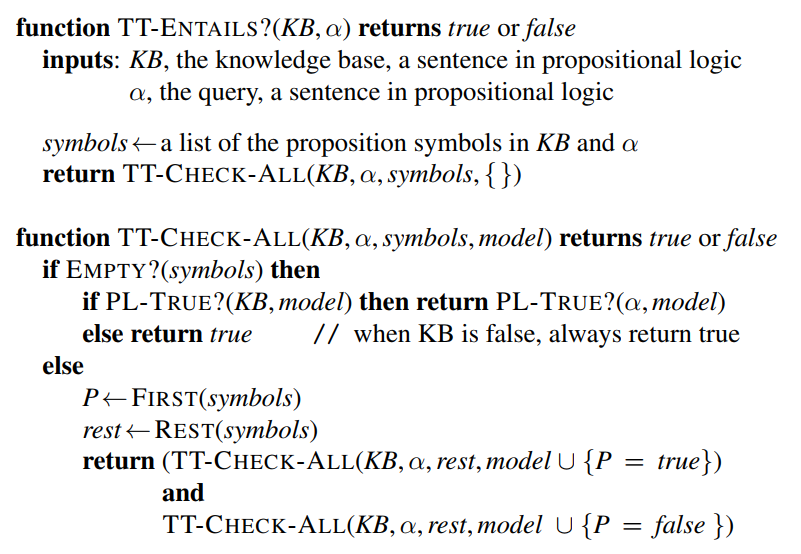 function TT-ENTAILS?(KB, α) returns true or false
inputs: KB, the knowledge base, a sentence in propositional logic
α, the query, a sentence in propositional logic
symbols ← a list of the proposition symbols in KB and α
return TT-CHECK-ALL(KB, α, symbols, { })
function TT-CHECK-ALL(KB, α, symbols, model) returns true or false
if EMPTY?(symbols) then
if PL-TRUE?(KB, model) then return PL-TRUE?(α, model)
else return true // when KB is false, always return true
else
P ← FIRST(symbols)
rest ← REST(symbols)
return (TT-CHECK-ALL(KB, α, rest, model ∪ {P = true})
and
TT-CHECK-ALL(KB, α, rest, model ∪ {P = false }))